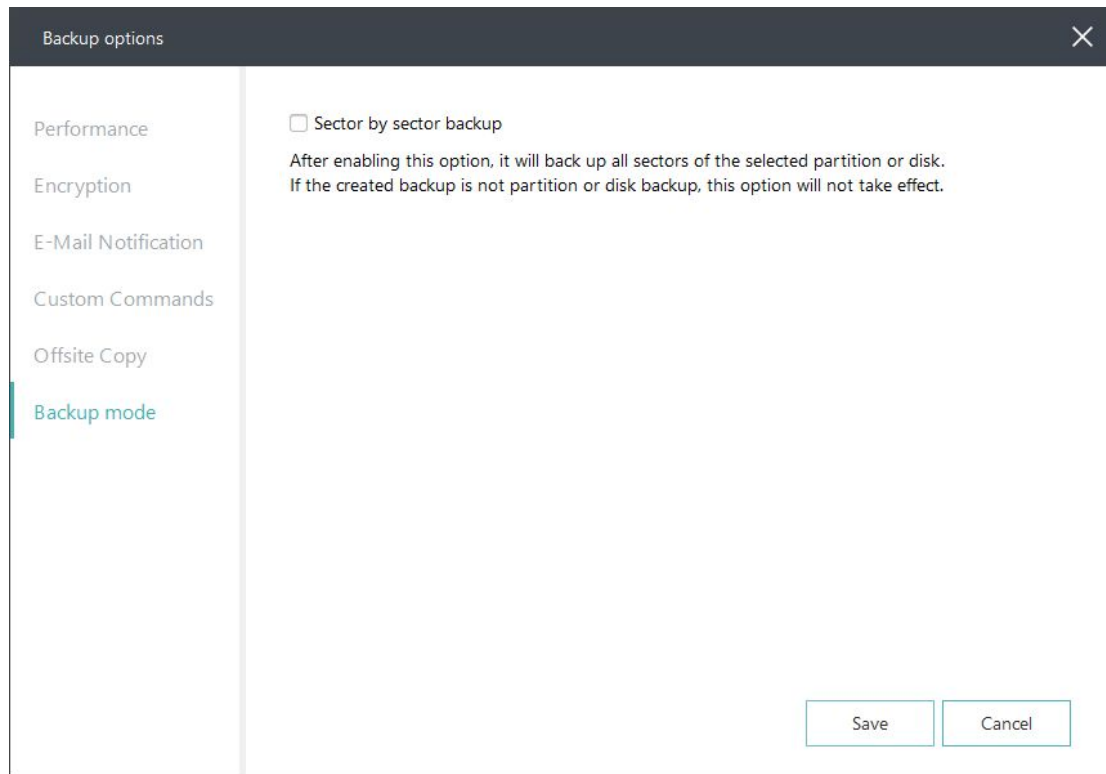 Backup options
Performance
Encryption
E-Mail Notification
Custom Commands
Offsite Copy
Backup mode
Sector by sector backup
After enabling this option, it will back up all sectors of the selected partition or disk.
If the created backup is not partition or disk backup, this option will not take effect.
Save
Cancel